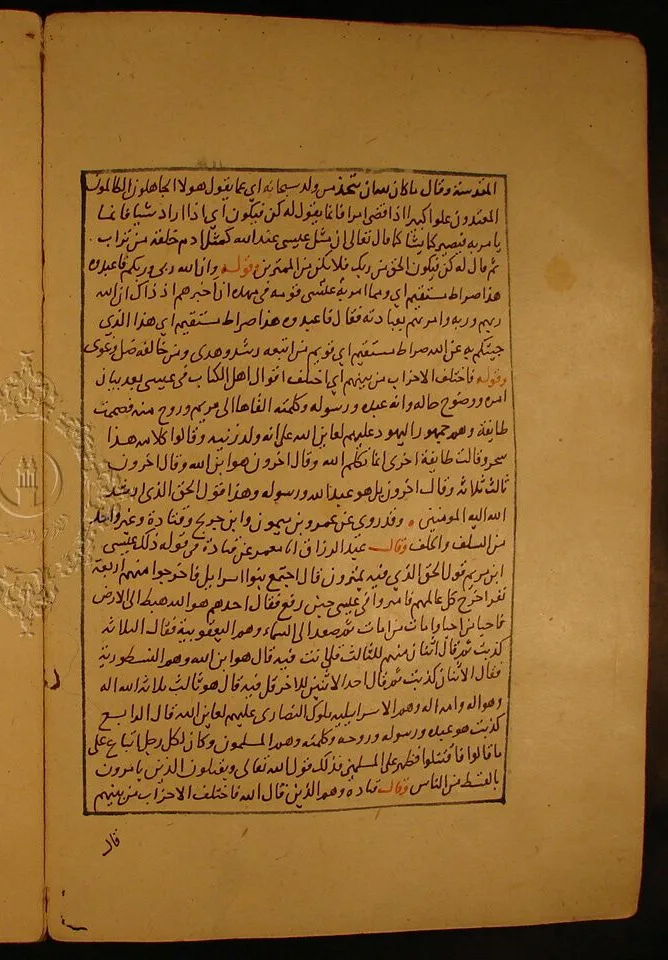 المقدسة وقال ما كان لله ان يتخذ من ولد سبحانه اي عما يقول هولا الجاهلون الظالمون
المعتدون علوا كبيرا اذا قضى امرا فانما يقول له كن فيكون اي اذا اراد شيا فانما
يامر به فيصير كما يشا كما قال تعالى ان مثل عيسى عند الله كمثل ادم خلقه من تراب
ثم قال له كن فيكون الحق من ربك فلا تكن من الممترين وقوله وان الله ربي وربكم فاعبدوه
هذا صراط مستقيم اي ومما امر به عيسى قومه في مهده ان اخبرهم اذ ذاك ان الله
ربهم وربه وامرهم بعبادته فقال فاعبدوه هذا صراط مستقيم اي هذا الذي
جيتكم به عن الله صراط مستقيم اي قويم من اتبعه رشد وهدى ومن خالفه ضل وغوى
وقوله فاختلف الاحزاب من بينهم اي اختلف اقوال اهل الكتاب في عيسى بعد بيان
امره ووضوح حاله وانه عبده ورسوله وكلمته القاها الى مريم وروح منه فصممت
طايفة وهم جمهور اليهود عليهم لعاين الله على انه ولد زنية وقالوا كلامه هذا
سحر وقالت طايفة اخرى انما تكلم الله وقال اخرون هو ابن الله وقال اخرون
ثالث ثلاثه وقال اخرون بل هو عبد الله ورسوله وهذا قول الحق الذي ارشد
الله اليه المومنين وقد روي عن عمرو بن ميمون وابن جريج وقتادة وغير واحد
من السلف والخلف وقال عبد الرزاق انا معمر عن قتادة في قوله ذلك عيسى
ابن مريم قول الحق الذي فيه يمترون قال اجتمع بنوا اسرايل فاخرجوا منهم اربعة
نفر اخرج كل عالمهم فامتروا في عيسى حين رفع فقال احدهم هو الله هبط الى الارض
فاحيا من احيا وامات من امات ثم صعد الى السماء وهم اليعقوبية فقال الثلاثه
كذبت ثم قال اثنان منهم للثالث قل انت فيه قال هو ابن الله وهم النسطورية
فقال الاثنان كذبت ثم قال احد الاثنين للاخر قل فيه قال هو ثالث ثلاثه الله اله
وهو اله وامه اله وهم الاسرايليه ملوك النصارى عليهم لعاين الله قال الرابع
كذبت هو عبده ورسوله وروحه وكلمته وهم المسلمون وكان لكل رجل اتباع على
ما قالوا فاقتتلوا فظهر على المسلمين فذلك قول الله تعالى ويقتلون الذين يامرون
بالقسط من الناس وقال قتاده وهم الذين قال الله فاختلف الاحزاب من بينهم
قال